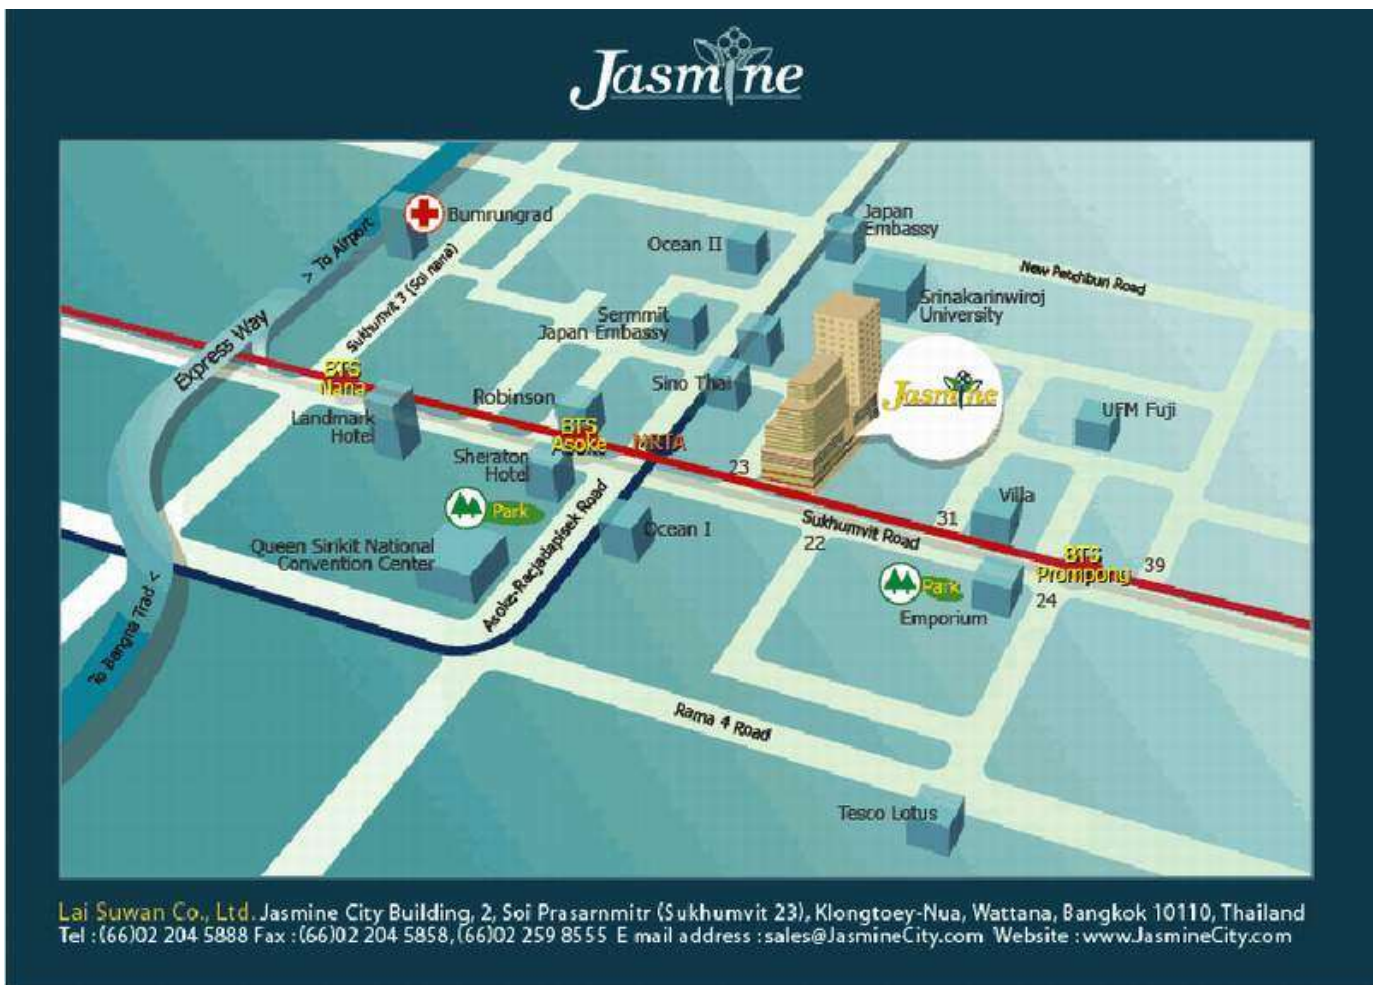 Jasmine
Bumrungrad
> To Airport
Sukhumvit 3 (Soi nana)
Express Way
Ocean II
Japan
Embassy
New Petchburi Road
Srinakarinwiroj
University
Sermmit
Japan Embassy
Sino Thai
Jasmine
UFM Fuji
BTS
Nana
Landmark
Hotel
Robinson
BTS
Asoke
MRTA
Sheraton
Hotel
23
Park
Asoke-Racjadapisek Road
Ocean I
Villa
31
Sukhumvit Road
22
Queen Sirikit National
Convention Center
BTS
Prompong
39
24
Park
Emporium
To Bangna Trad <
Rama 4 Road
Tesco Lotus
Lai Suwan Co., Ltd. Jasmine City Building, 2, Soi Prasarnmitr (Sukhumvit 23), Klongtoey-Nua, Wattana, Bangkok 10110, Thailand
Tel :(66)02 204 5888 Fax :(66)02 204 5858,(66)02 259 8555 E mail address :sales@JasmineCity.com Website :www.JasmineCity.com